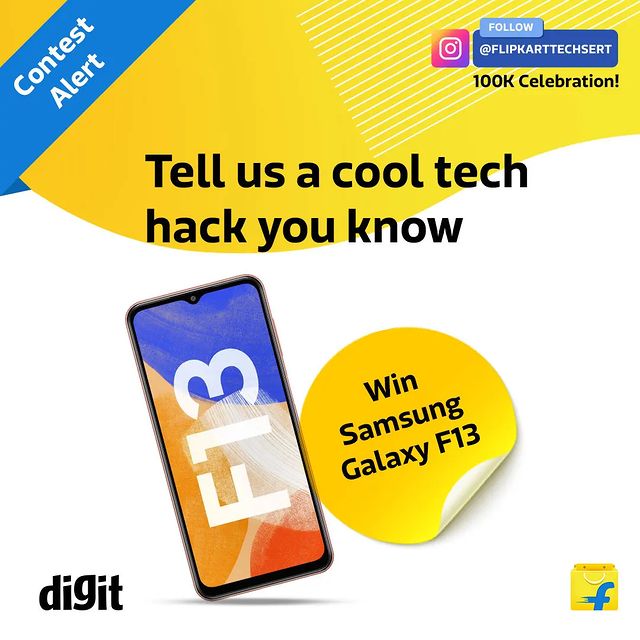 Contest
Alert
FOLLOW
@FLIPKARTTECHSERT
100K Celebration!
Tell us a cool tech
hack you know
F13
Win
Samsung
Galaxy F13
digit